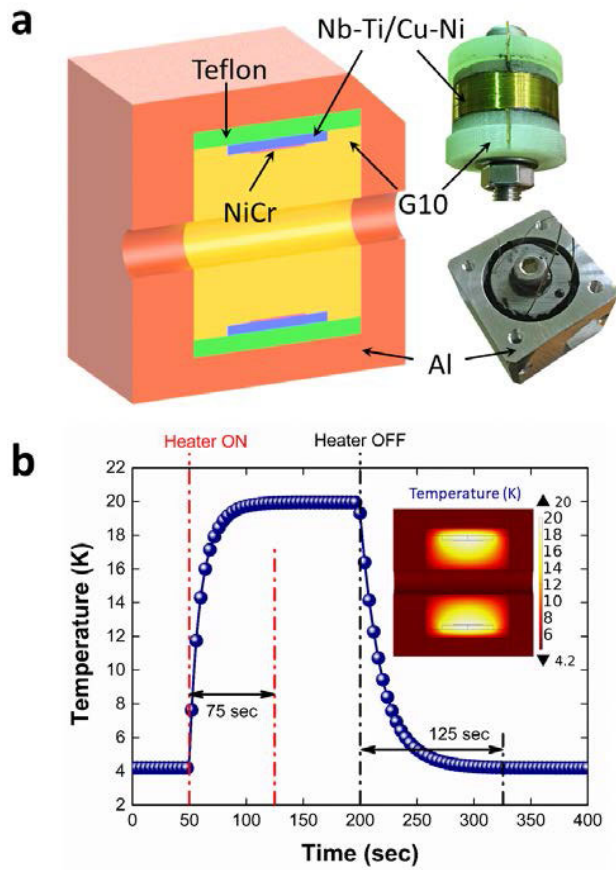 a
Nb-Ti/Cu-Ni
Teflon
NiCr
G10
Al
b
Heater ON
Heater OFF
Temperature (K)
22
20
18
16
14
12
10
8
6
4
2
75 sec
125 sec
Temperature (K)
20
20
18
16
14
12
10
8
6
4.2
0 50 100 150 200 250 300 350 400
Time (sec)